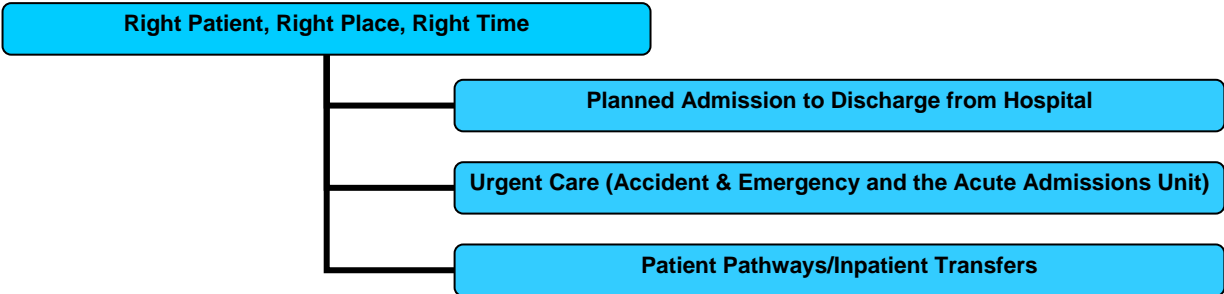 Right Patient, Right Place, Right Time
Planned Admission to Discharge from Hospital
Urgent Care (Accident & Emergency and the Acute Admissions Unit)
Patient Pathways/Inpatient Transfers